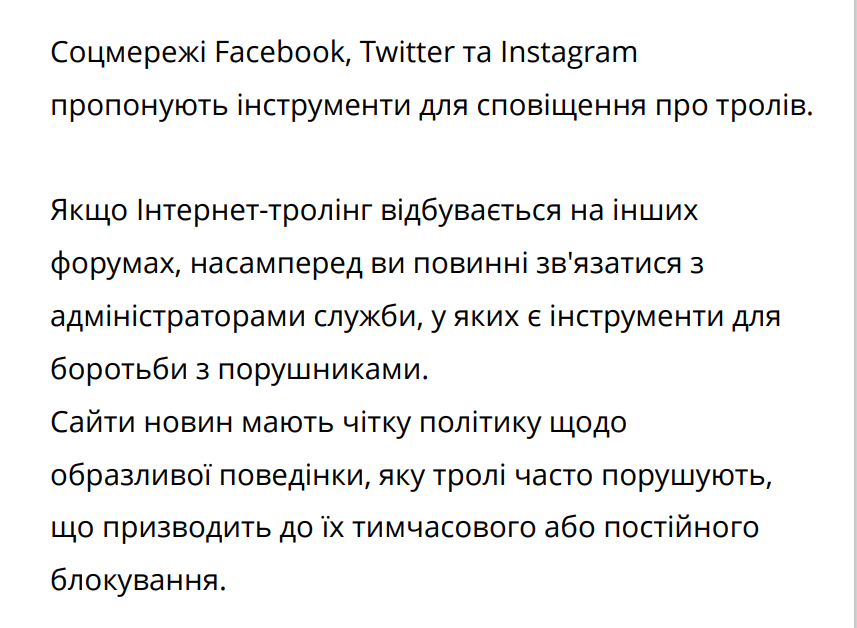 Соцмережі Facebook, Twitter та Instagram
пропонують інструменти для сповіщення про тролів.
Якщо Інтернет-тролінг відбувається на інших
форумах, насамперед ви повинні зв'язатися з
адміністраторами служби, у яких є інструменти для
боротьби з порушниками.
Сайти новин мають чітку політику щодо
образливої поведінки, яку тролі часто порушують,
що призводить до їх тимчасового або постійного
блокування.